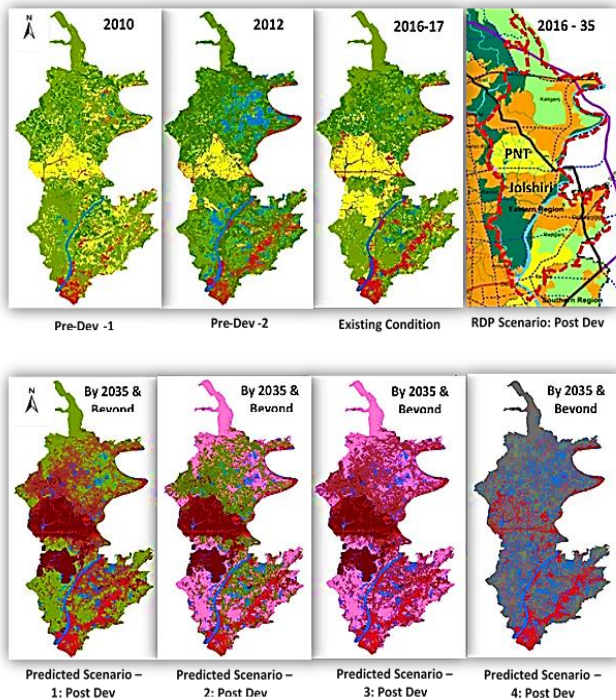 N
2010
2012
2016-17
2016 - 35
PNT
Jolshiri
Eastern Region
Southern Region
Pre-Dev -1
Pre-Dev -2
Existing Condition
RDP Scenario: Post Dev
N
By 2035 &
Beyond
By 2035 &
Beyond
By 2035 &
Beyond
By 2035 &
Beyond
Predicted Scenario –
1: Post Dev
Predicted Scenario –
2: Post Dev
Predicted Scenario –
3: Post Dev
Predicted Scenario –
4: Post Dev